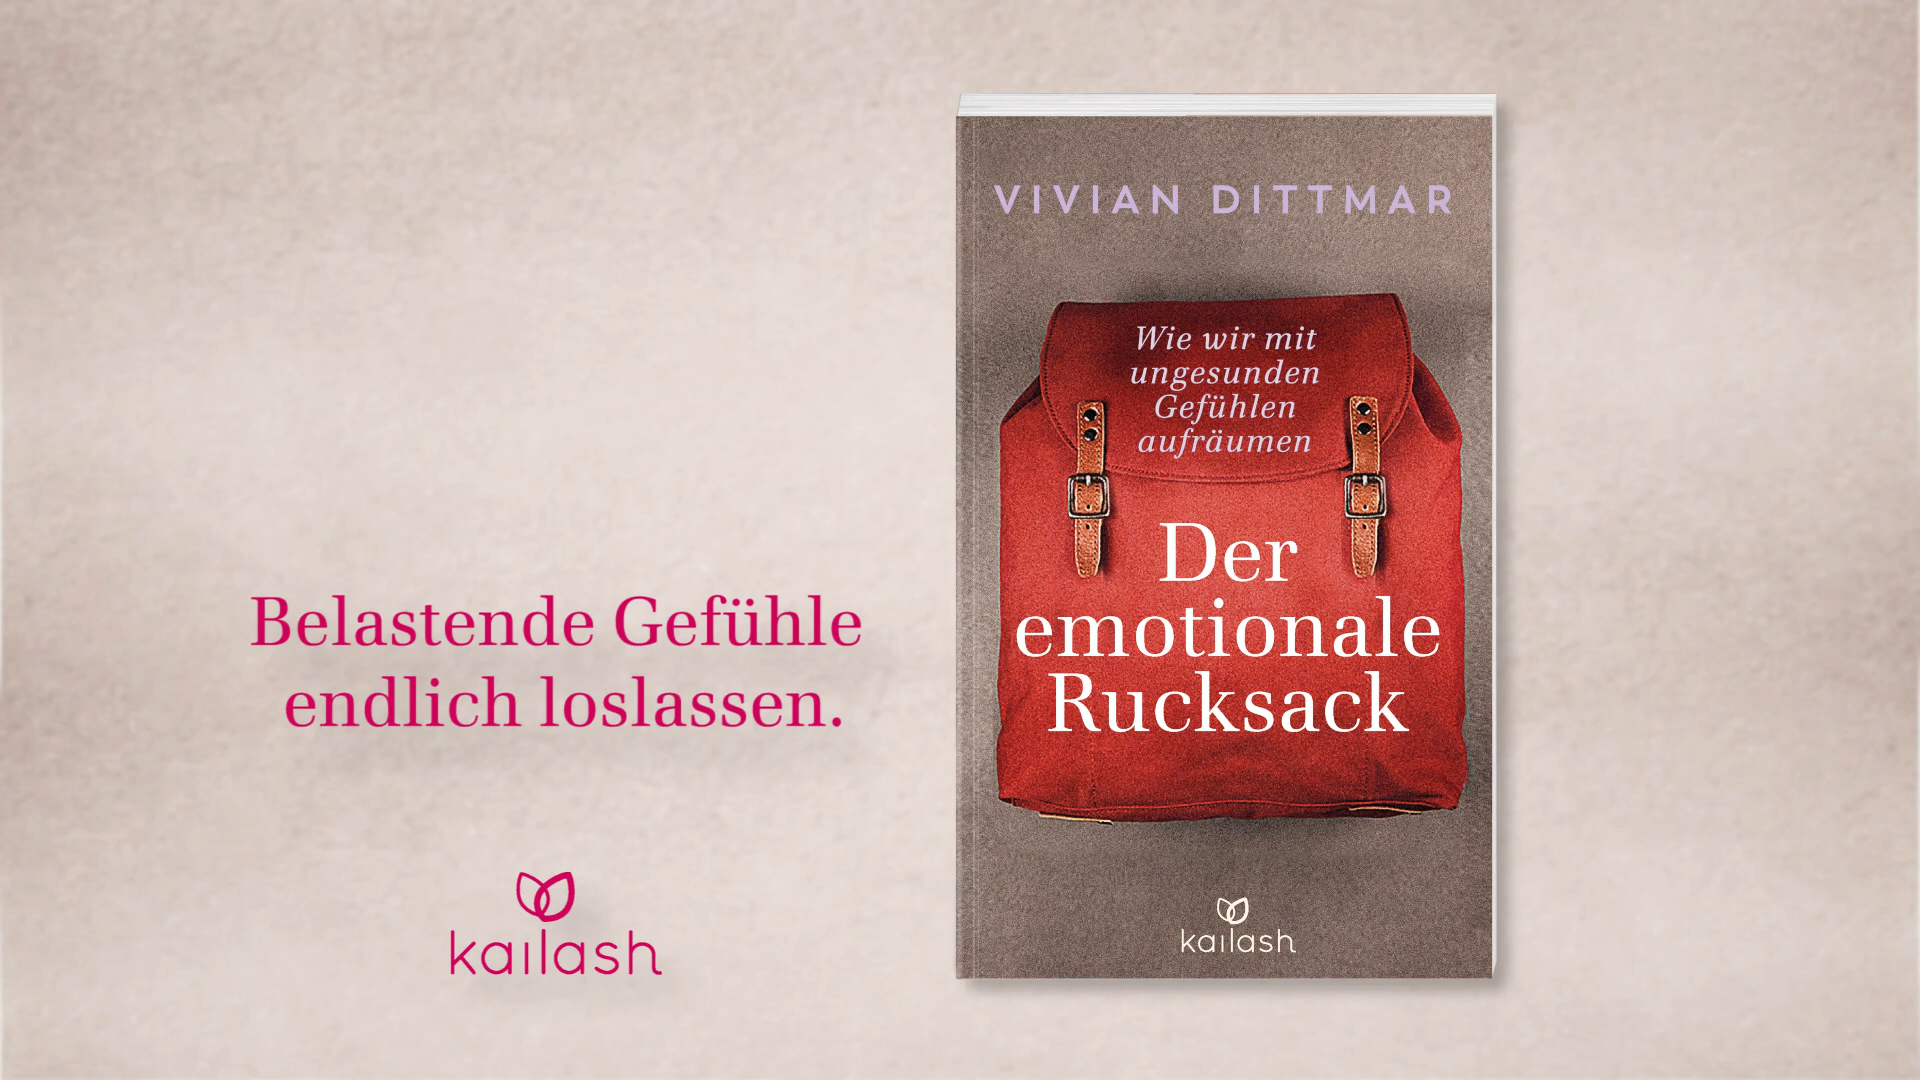 Belastende Gefühle
endlich loslassen.
kailash
VIVIAN DITTMAR
Wie wir mit
ungesunden
Gefühlen
aufräumen
Der
emotionale
Rucksack
kailash